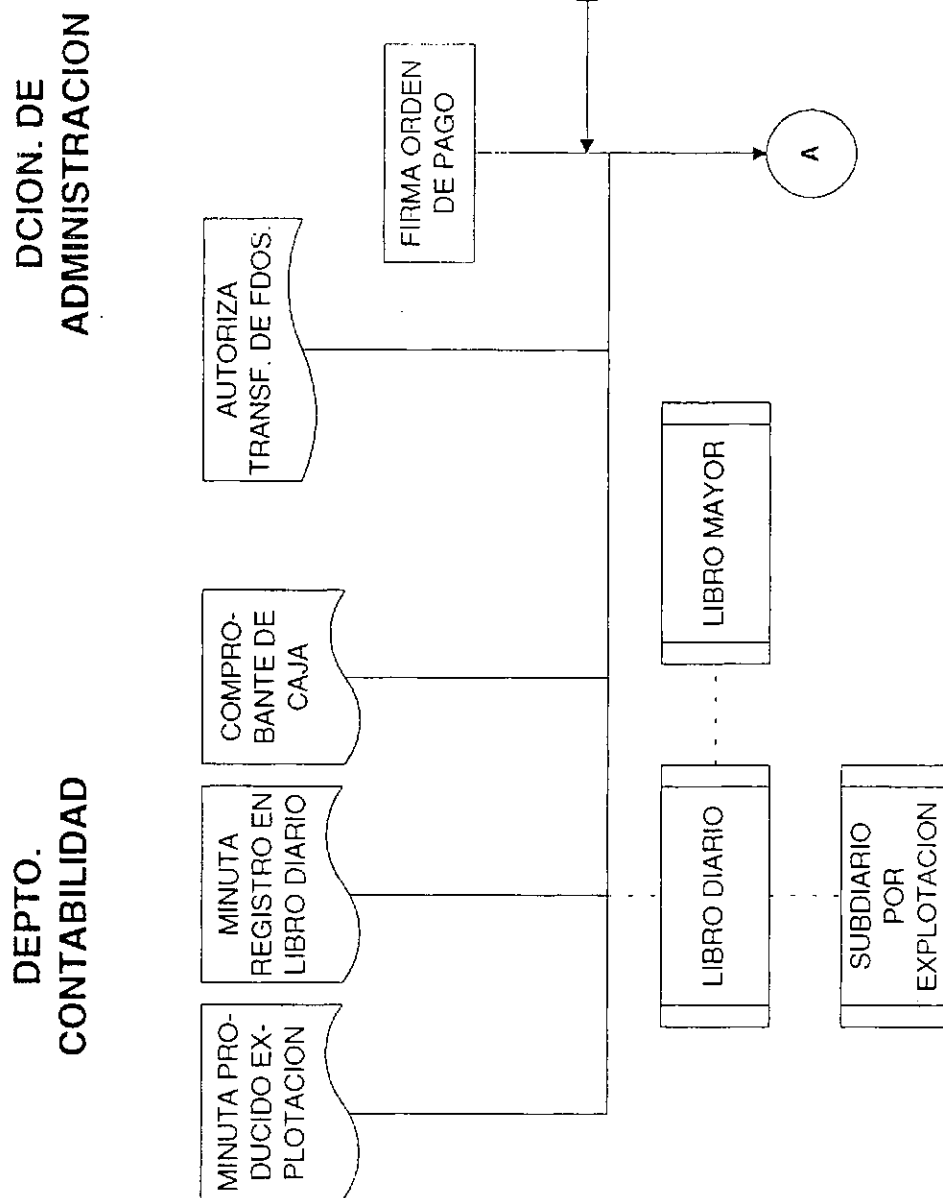 DEPTO.
CONTABILIDAD
DCION. DE
ADMINISTRACION
MINUTA PRO-
DUCIDO EX-
PLOTACION
MINUTA
REGISTRO EN
LIBRO DIARIO
COMPRO-
BANTE DE
CAJA
AUTORIZA
TRANSF. DE FDOS.
FIRMA ORDEN
DE PAGO
LIBRO DIARIO
LIBRO MAYOR
SUBDIARIO
POR
EXPLOTACION
A